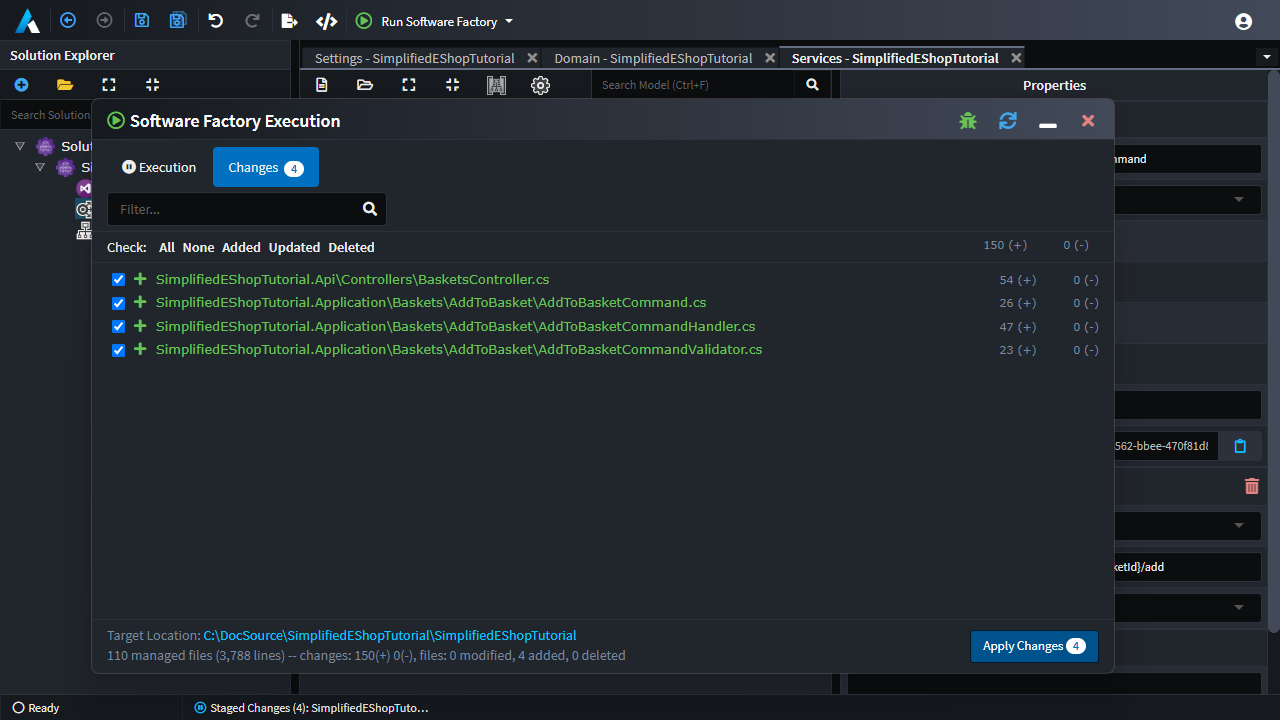 Run Software Factory
Solution Explorer
Settings - SimplifiedEShopTutorial
Domain - SimplifiedEShopTutorial
Services - SimplifiedEShopTutorial
Search Model (Ctrl+F)
Properties
Search Solution
Software Factory Execution
Solut
Si
mmand
Execution
Changes 4
Filter...
Check: All None Added Updated Deleted
150 (+) 0 (-)
SimplifiedEShopTutorial.Api\Controllers\BasketsController.cs 54 (+) 0 (-)
SimplifiedEShopTutorial.Application\Baskets\AddToBasket\AddToBasketCommand.cs 26 (+) 0 (-)
SimplifiedEShopTutorial.Application\Baskets\AddToBasket\AddToBasketCommandHandler.cs 47 (+) 0 (-)
SimplifiedEShopTutorial.Application\Baskets\AddToBasket\AddToBasketCommandValidator.cs 23 (+) 0 (-)
562-bbee-470f81d8
ketId}/add
Target Location: C:\DocSource\SimplifiedEShopTutorial\SimplifiedEShopTutorial
110 managed files (3,788 lines) -- changes: 150(+) 0(-), files: 0 modified, 4 added, 0 deleted
Apply Changes 4
Ready
Staged Changes (4): SimplifiedEShopTuto...